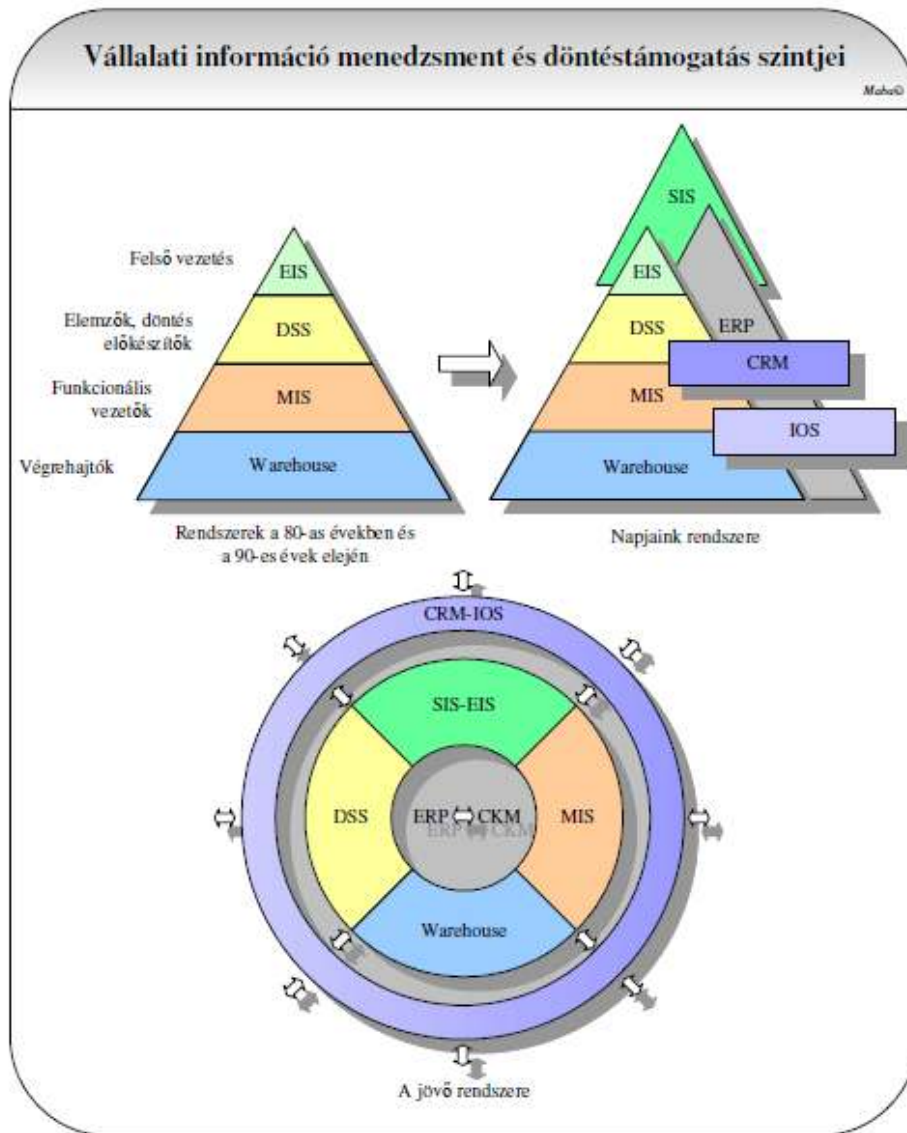 Vállalati információ menedzsment és döntéstámogatás szintjei
Maha©
Felső vezetés
Elemzők, döntés
előkészítők
Funkcionális
vezetők
Végrehajtók
EIS
DSS
MIS
Warehouse
Rendszerek a 80-as években és
a 90-es évek elején
SIS
EIS
DSS
ERP
CRM
MIS
IOS
Warehouse
Napjaink rendszere
CRM-IOS
SIS-EIS
DSS
ERP
CKM
MIS
Warehouse
A jövő rendszere